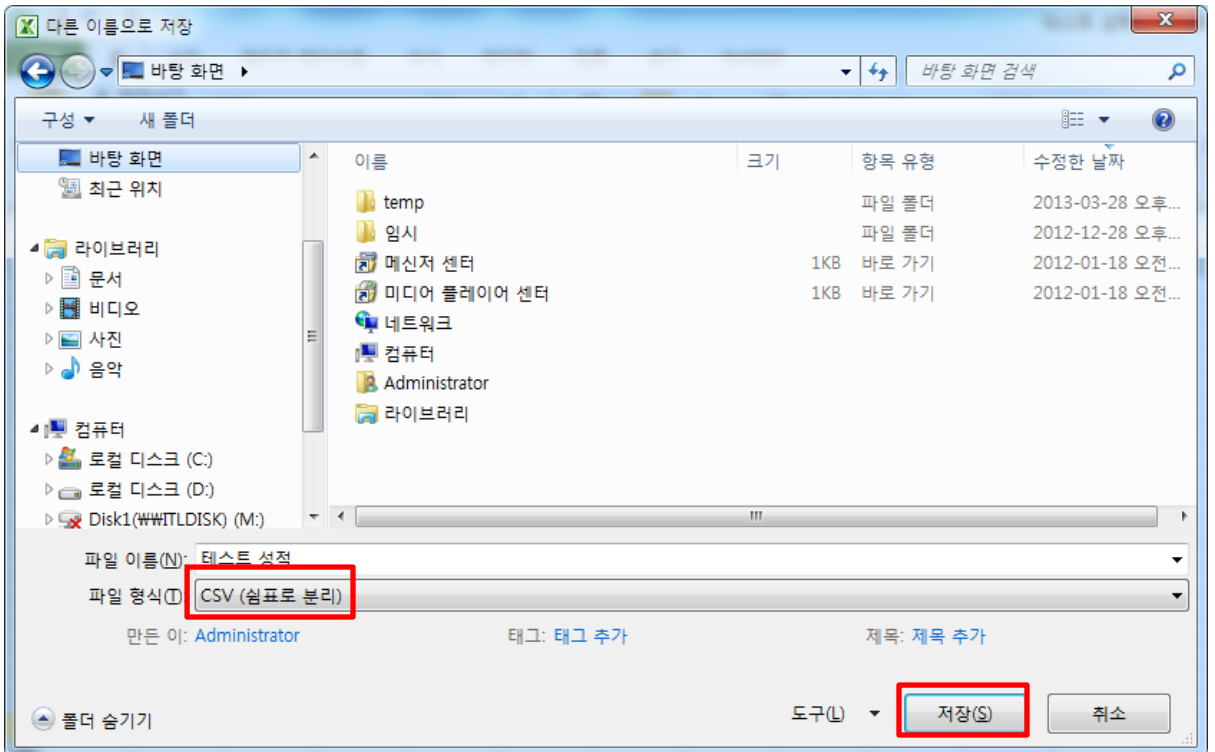 다른 이름으로 저장
바탕 화면
바탕 화면 검색
구성
새 폴더
바탕 화면
최근 위치
라이브러리
문서
비디오
사진
음악
컴퓨터
로컬 디스크 (C:)
로컬 디스크 (D:)
Disk1(₩₩ITLDISK) (M:)
이름 크기 항목 유형 수정한 날짜
temp 파일 폴더 2013-03-28 오후...
임시 파일 폴더 2012-12-28 오후...
메신저 센터 1KB 바로 가기 2012-01-18 오전...
미디어 플레이어 센터 1KB 바로 가기 2012-01-18 오전...
네트워크
컴퓨터
Administrator
라이브러리
파일 이름(N): 테스트 성적
파일 형식(T): CSV (쉼표로 분리)
만든 이: Administrator 태그: 태그 추가 제목: 제목 추가
폴더 숨기기
도구(L) 저장(S) 취소